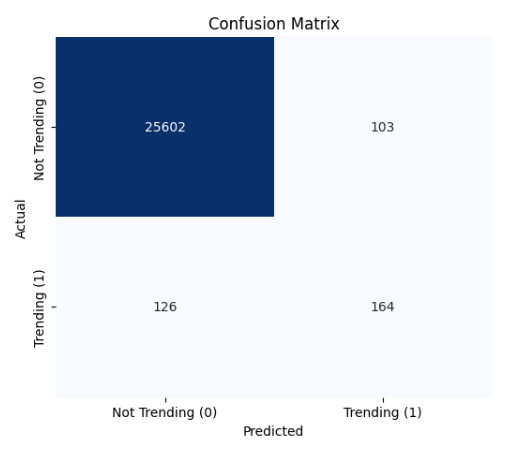 Confusion Matrix
Actual
Not Trending (0)
25602
103
Trending (1)
126
164
Not Trending (0)
Trending (1)
Predicted